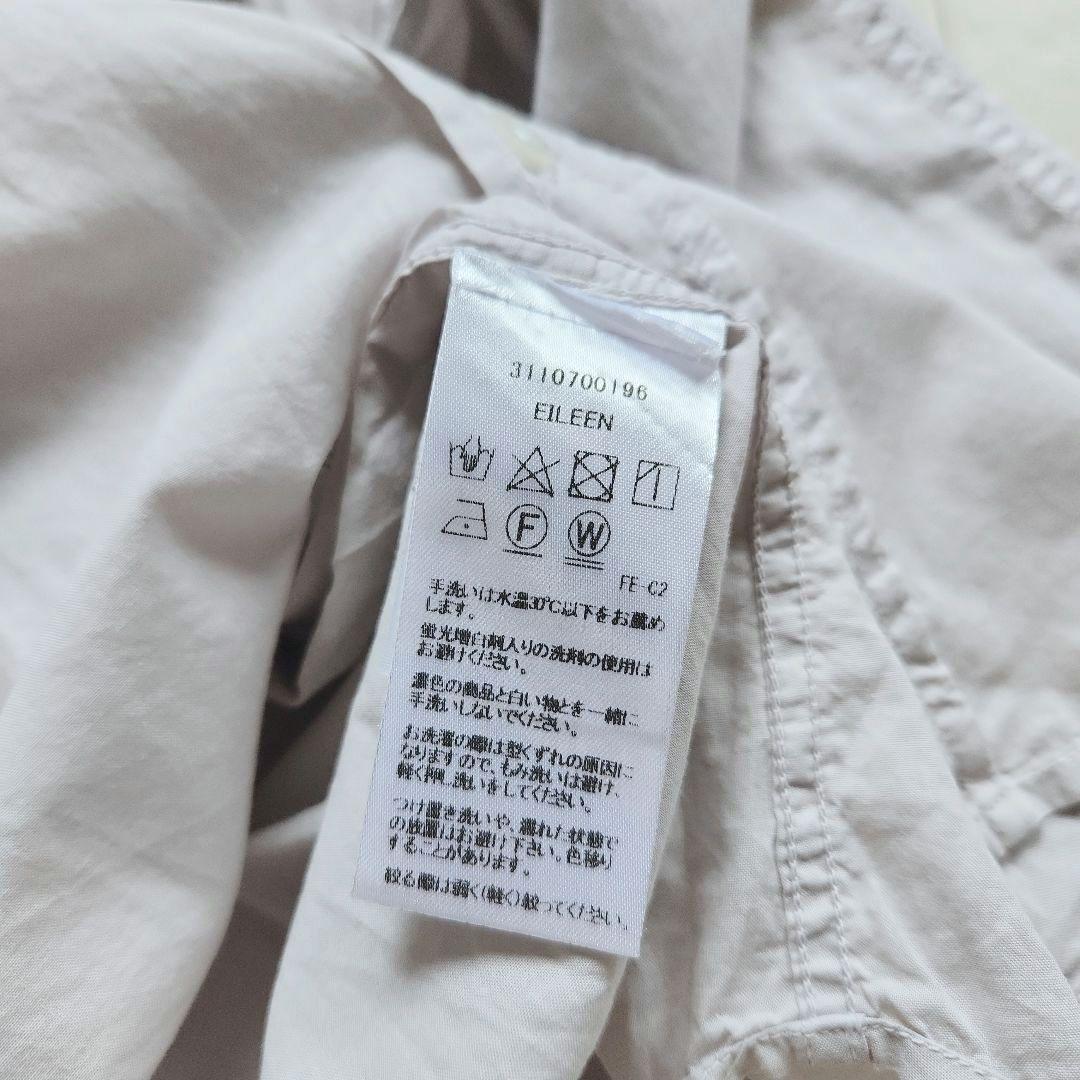 3110700196
EILEEN
F
W
FE-C2
手洗いは水温30℃以下をお薦め
します。
蛍光増白剤入りの洗剤の使用は
お避けください。
濃色の商品と白い物とを一緒に
手洗いしないでください。
お洗濯の際は型くずれの原因に
なりますので、もみ洗いは避け、
軽く押し洗いをしてください。
つけ置き洗いや、濡れた状態で
の放置はお避け下さい。色移り
することがあります。
絞る際は弱く(軽く)絞ってください。